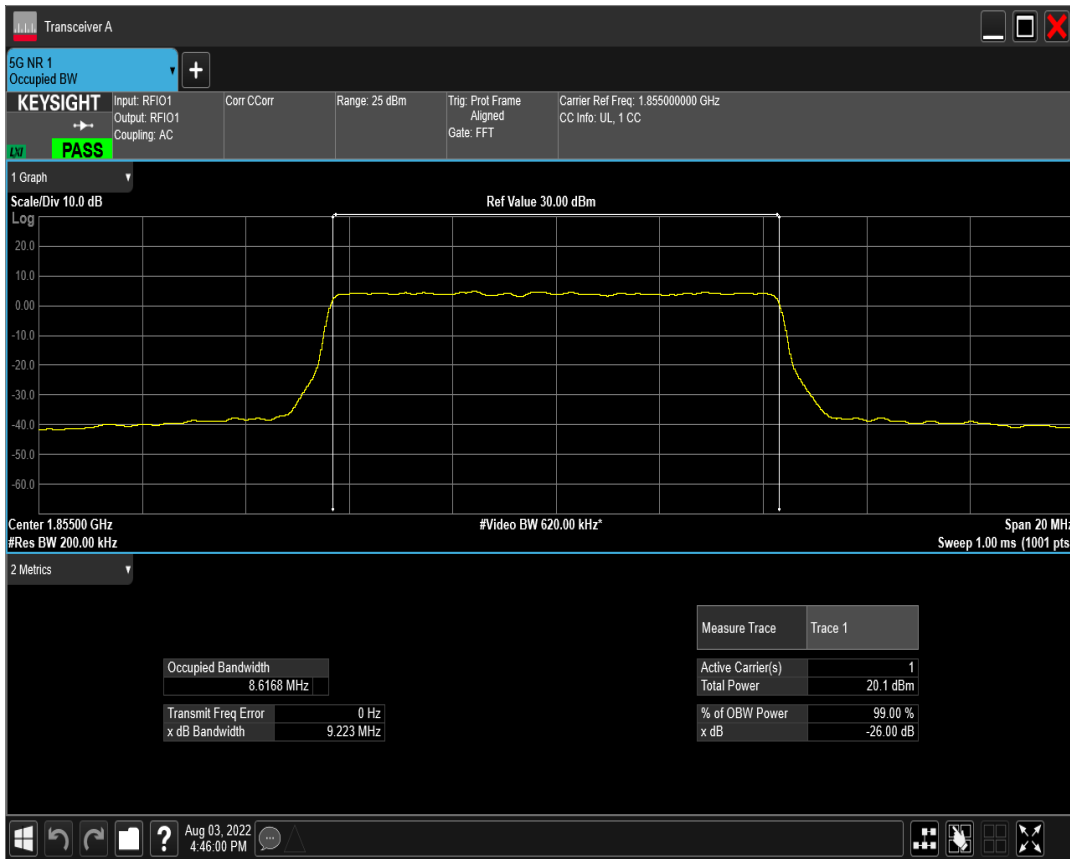 Transceiver A
5G NR 1
Occupied BW
+
KEYSIGHT
LXI
PASS
Input: RFIO1
Output: RFIO1
Coupling: AC
Corr CCorr
Range: 25 dBm
Trig: Prot Frame
Aligned
Gate: FFT
Carrier Ref Freq: 1.855000000 GHz
CC Info: UL, 1 CC
1 Graph
Scale/Div 10.0 dB
Ref Value 30.00 dBm
Log
20.0
10.0
0.00
-10.0
-20.0
-30.0
-40.0
-50.0
-60.0
Center 1.85500 GHz
#Video BW 620.00 kHz*
Span 20 MHz
#Res BW 200.00 kHz
Sweep 1.00 ms (1001 pts
2 Metrics
Measure Trace Trace 1
Occupied Bandwidth
8.6168 MHz
Active Carrier(s) 1
Total Power 20.1 dBm
Transmit Freq Error 0 Hz
x dB Bandwidth 9.223 MHz
% of OBW Power 99.00 %
x dB -26.00 dB
?
Aug 03, 2022
4:46:00 PM